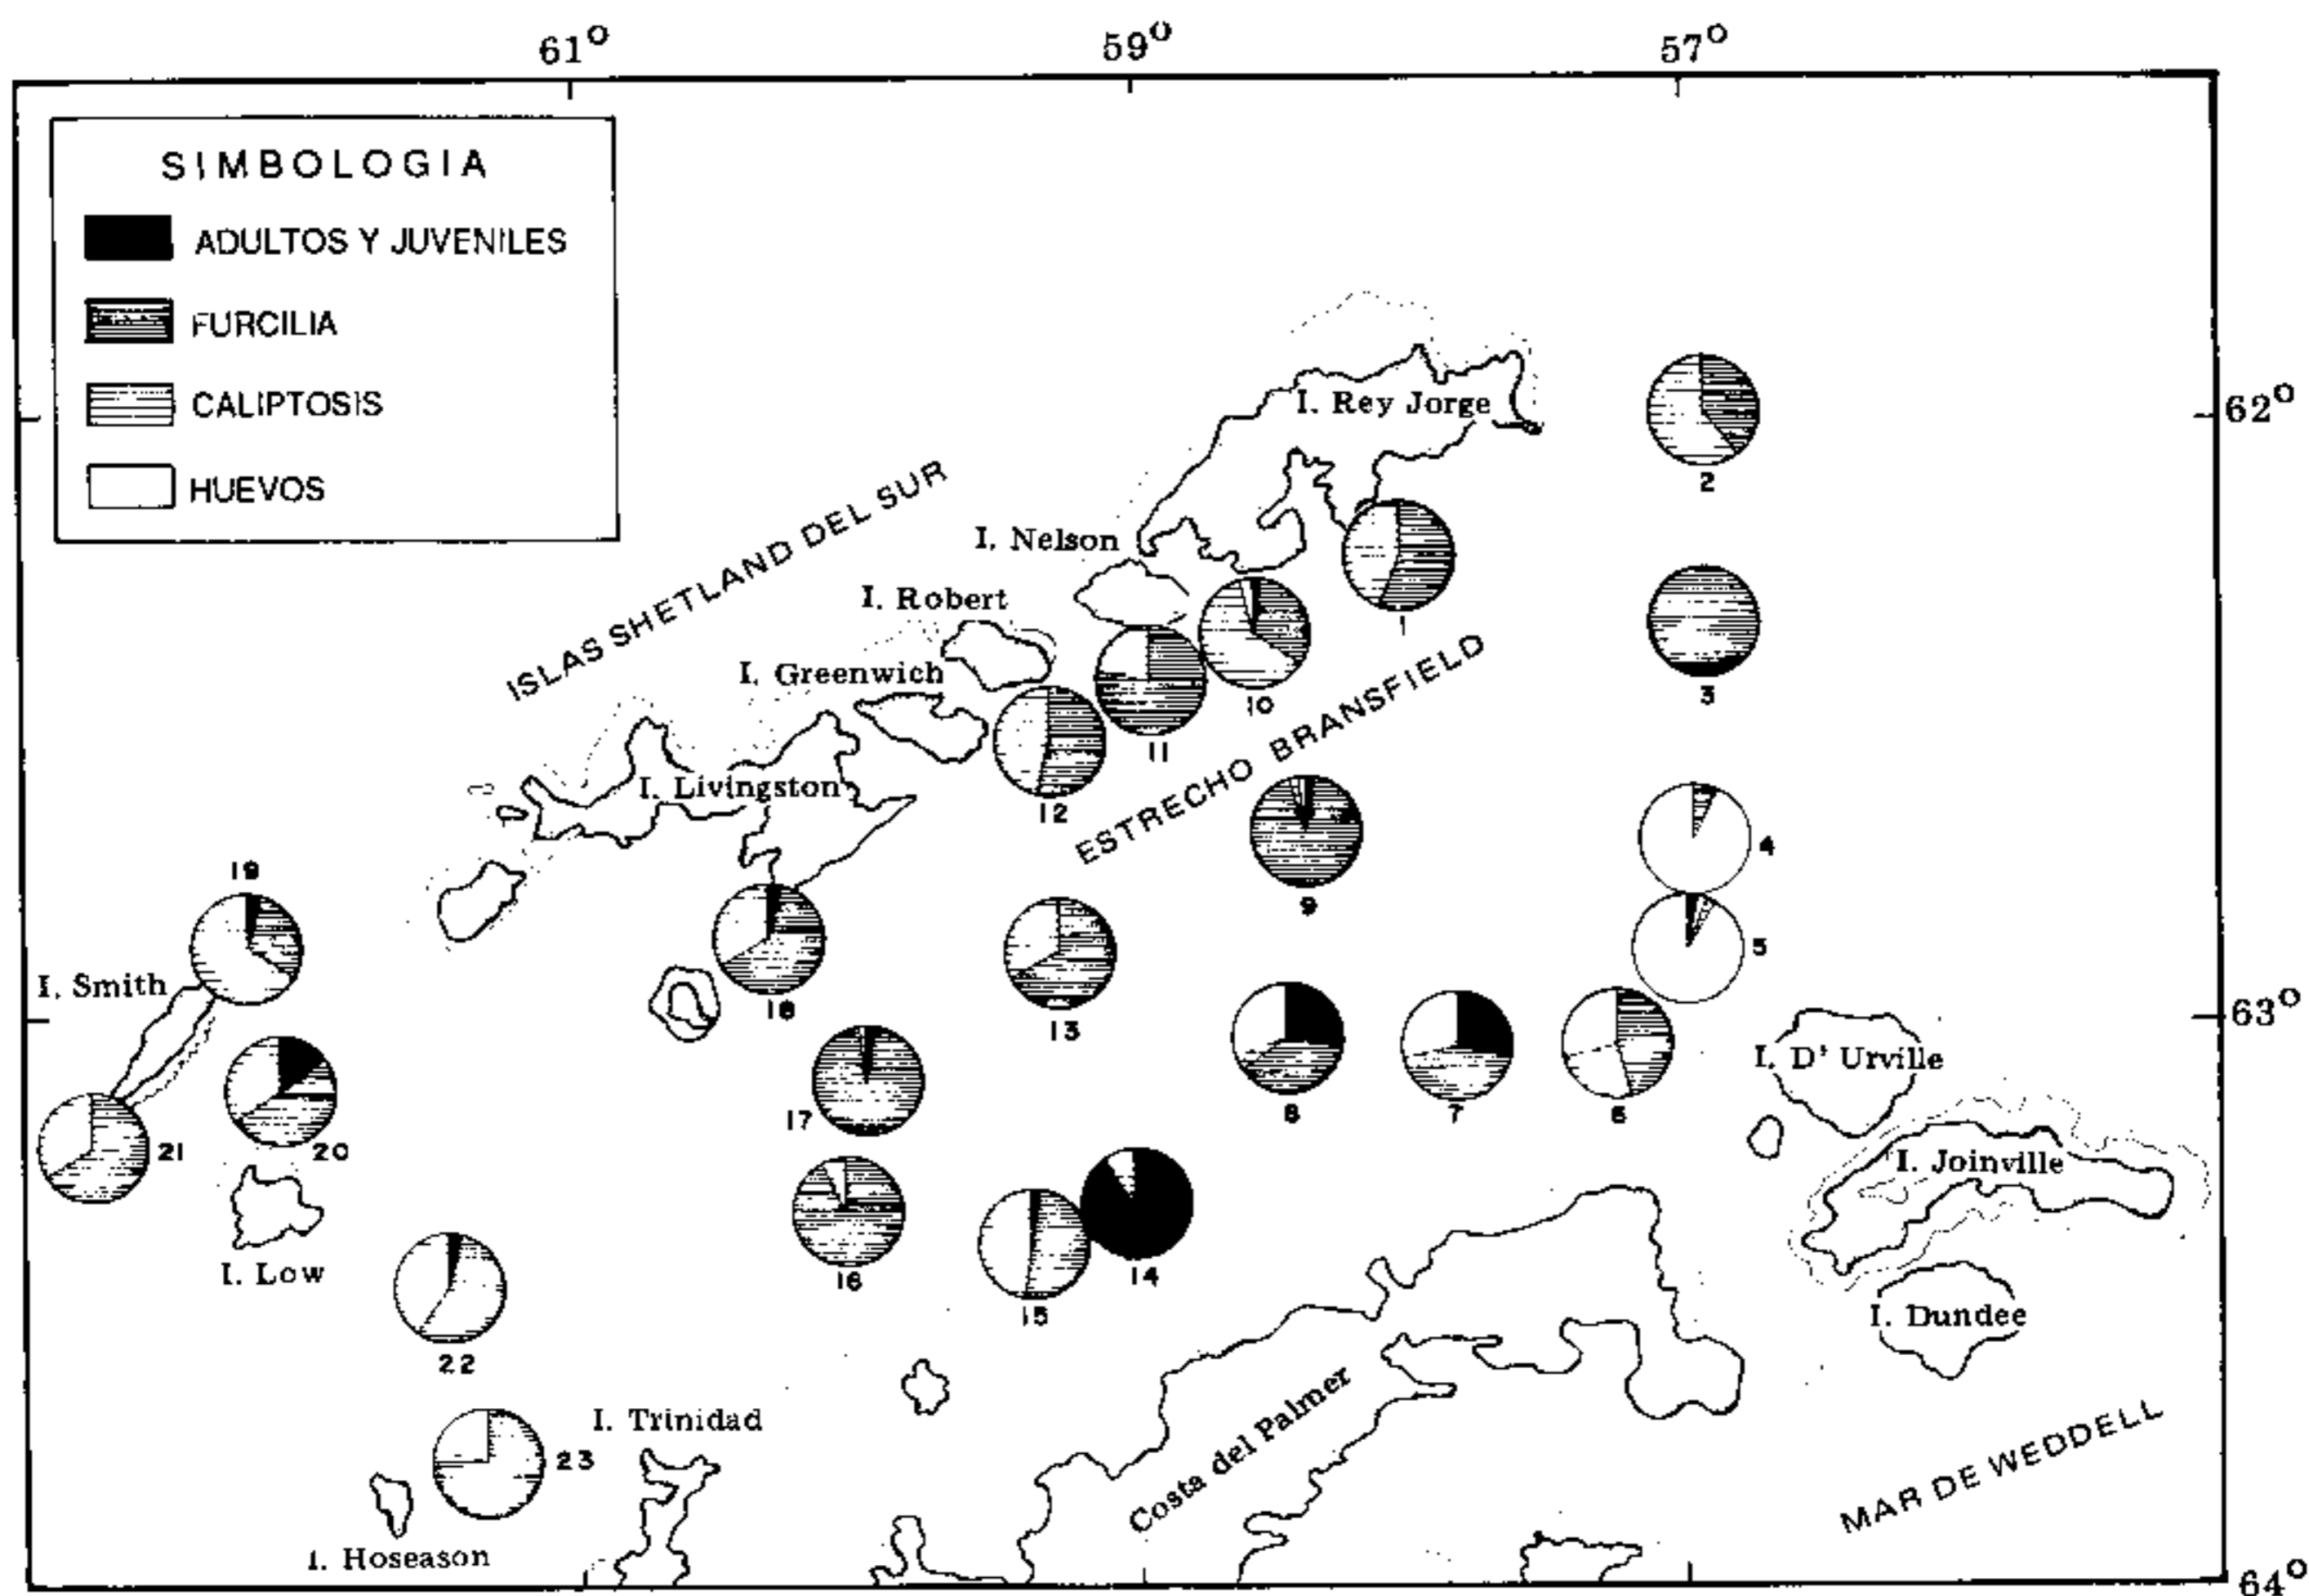 61°
59°
57°
SIMBOLOGIA
ADULTOS Y JUVENILES
FURCILIA
CALIPTOSIS
HUEVOS
I. Rey Jorge
62°
2
ISLAS SHETLAND DEL SUR
I. Nelson
I. Robert
1
I. Greenwich
3
10
11
ESTRECHO BRANSFIELD
I. Livingston
12
4
19
9
5
I. Smith
18
13
63°
I. D' Urville
17
8
7
6
21
20
I. Joinville
I. Low
16
14
15
I. Dundee
22
Costa del Palmer
I. Trinidad
23
MAR DE WEDDELL
I. Hoseason
64°